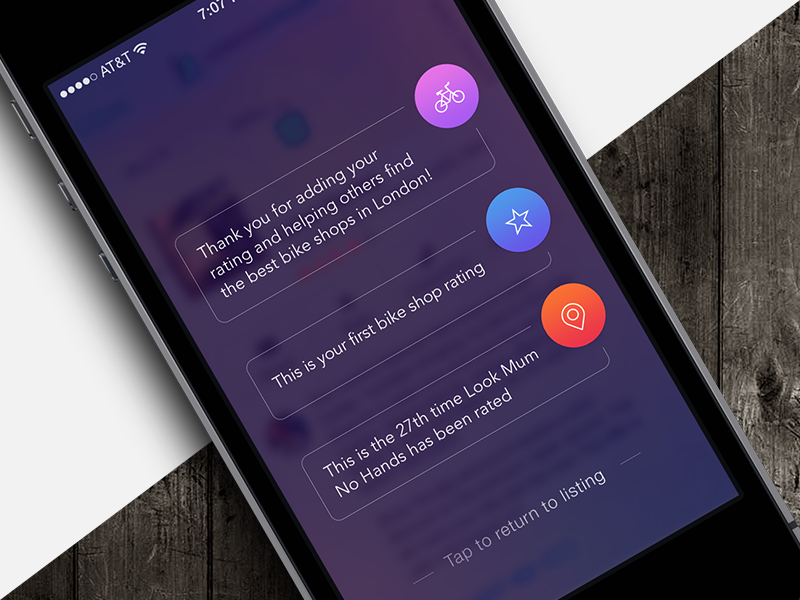 ●●●●○ AT&T
7:07
Thank you for adding your
rating and helping others find
the best bike shops in London!
This is your first bike shop rating
This is the 27th time Look Mum
No Hands has been rated
Tap to return to listing